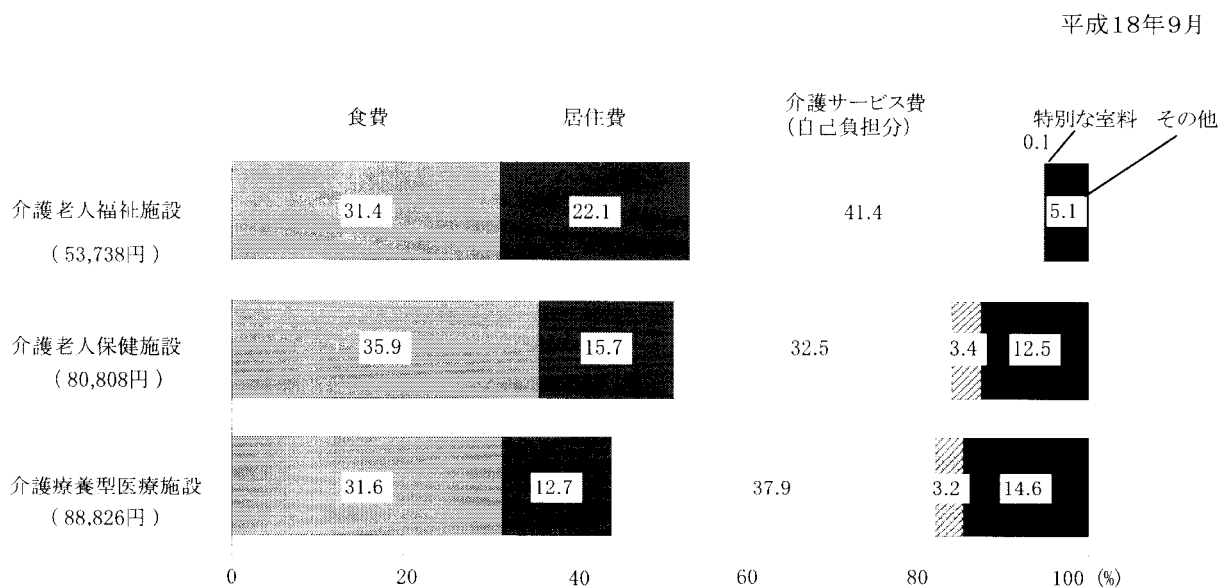 平成18年9月
食費
居住費
介護サービス費
(自己負担分)
特別な室料
その他
0.1
介護老人福祉施設
(53,738円)
31.4
22.1
41.4
5.1
介護老人保健施設
(80,808円)
35.9
15.7
32.5
3.4
12.5
介護療養型医療施設
(88,826円)
31.6
12.7
37.9
3.2
14.6
0 20 40 60 80 100 (%)